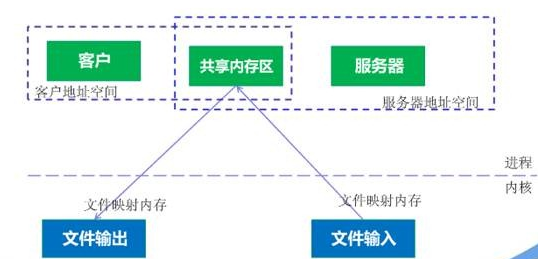 客户
共享内存区
服务器
客户地址空间
服务器地址空间
进程
内核
文件映射内存
文件映射内存
文件输出
文件输入